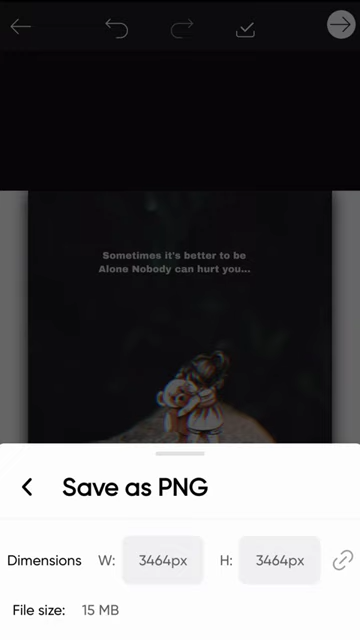 Sometimes it's better to be
Alone Nobody can hurt you...
Save as PNG
Dimensions W: 3464px H: 3464px
File size: 15 MB